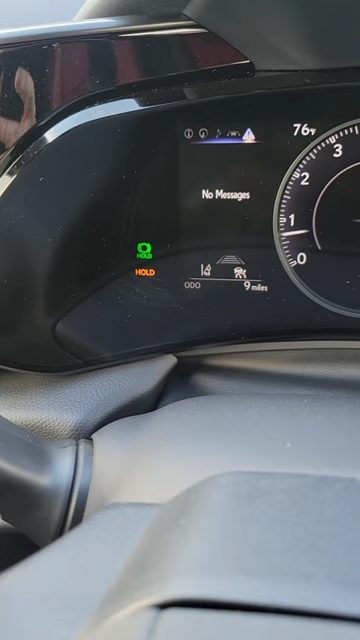 76°F
3
No Messages
2
HOLD
1
HOLD
0
ODO 9 miles